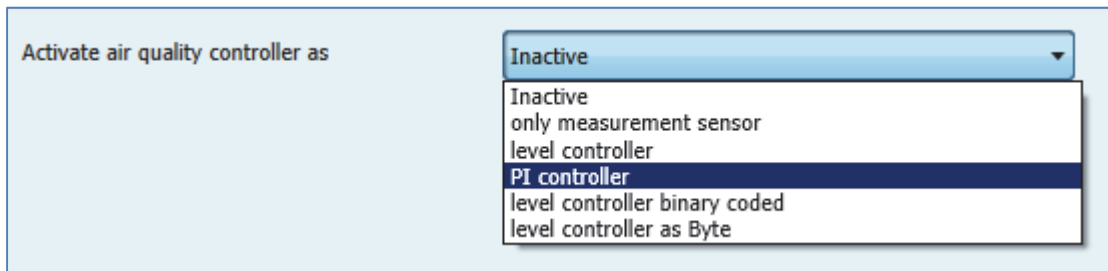 Activate air quality controller as
Inactive
Inactive
only measurement sensor
level controller
PI controller
level controller binary coded
level controller as Byte